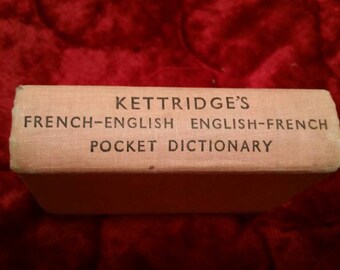 KETTRIDGE'S
FRENCH-ENGLISH ENGLISH-FRENCH
POCKET DICTIONARY